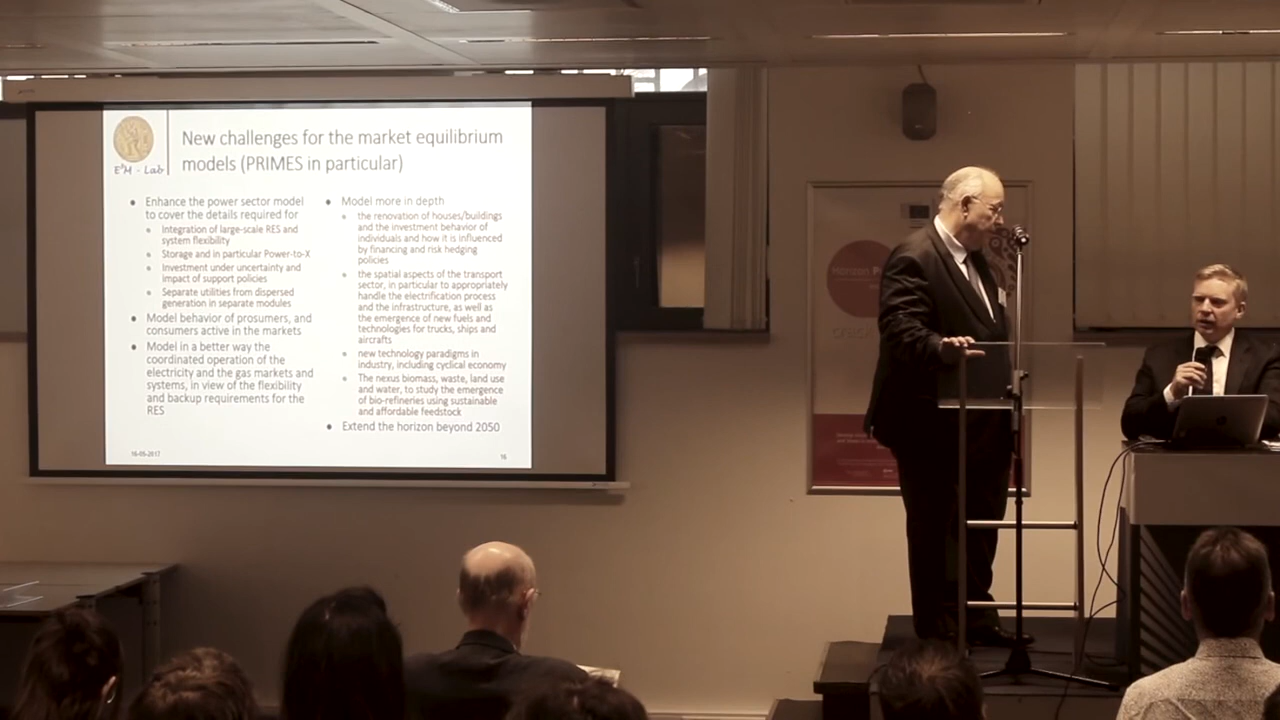 New challenges for the market equilibrium
models (PRIMES in particular)
E³M - Lab
Enhance the power sector model
to cover the details required for
Integration of large-scale RES and
system flexibility
Storage and in particular Power-to-X
Investment under uncertainty and
impact of support policies
Separate utilities from dispersed
generation in separate modules
Model behavior of prosumers, and
consumers active in the markets
Model in a better way the
coordinated operation of the
electricity and the gas markets and
systems, in view of the flexibility
and backup requirements for the
RES
Model more in depth
the renovation of houses/buildings
and the investment behavior of
individuals and how it is influenced
by financing and risk hedging
policies
the spatial aspects of the transport
sector, in particular to appropriately
handle the electrification process
and the infrastructure, as well as
the emergence of new fuels and
technologies for trucks, ships and
aircrafts
new technology paradigms in
industry, including cyclical economy
The nexus biomass, waste, land use
and water, to study the emergence
of bio-refineries using sustainable
and affordable feedstock
Extend the horizon beyond 2050
16-05-2017
16